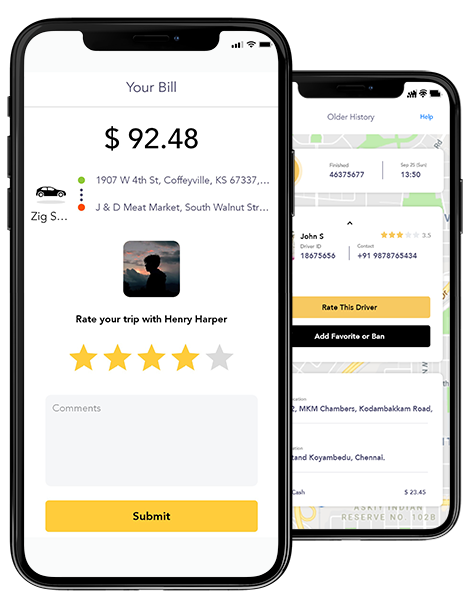 Your Bill
$ 92.48
1907 W 4th St, Coffeyville, KS 67337,...
J & D Meat Market, South Walnut Str...
Zig S...
Rate your trip with Henry Harper
Comments
Submit
Older History
Help
Rd
Finished
46375677
Sep 25 (Sun)
13:50
John S
3.5
Driver ID
18675656
Contact
+91 9878765434
Rate This Driver
Add Favorite or Ban
2, MKM Chambers, Kodambakkam Road,
tand Koyambedu, Chennai.
Cash
$ 23.45
ASKIY INDIAN
RESERVE NO. 102B